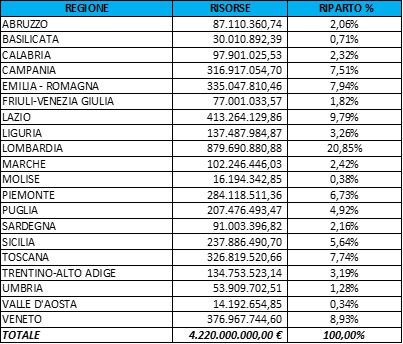 REGIONE RISORSE RIPARTO %
ABRUZZO 87.110.360,74 2,06%
BASILICATA 30.010.892,39 0,71%
CALABRIA 97.901.025,53 2,32%
CAMPANIA 316.917.054,70 7,51%
EMILIA - ROMAGNA 335.047.810,46 7,94%
FRIULI-VENEZIA GIULIA 77.001.033,57 1,82%
LAZIO 413.264.129,86 9,79%
LIGURIA 137.487.984,87 3,26%
LOMBARDIA 879.690.880,88 20,85%
MARCHE 102.246.446,03 2,42%
MOLISE 16.194.342,85 0,38%
PIEMONTE 284.118.511,36 6,73%
PUGLIA 207.476.493,47 4,92%
SARDEGNA 91.003.396,82 2,16%
SICILIA 237.886.490,70 5,64%
TOSCANA 326.819.520,66 7,74%
TRENTINO-ALTO ADIGE 134.753.523,14 3,19%
UMBRIA 53.909.702,51 1,28%
VALLE D'AOSTA 14.192.654,85 0,34%
VENETO 376.967.744,60 8,93%
TOTALE 4.220.000.000,00 € 100,00%